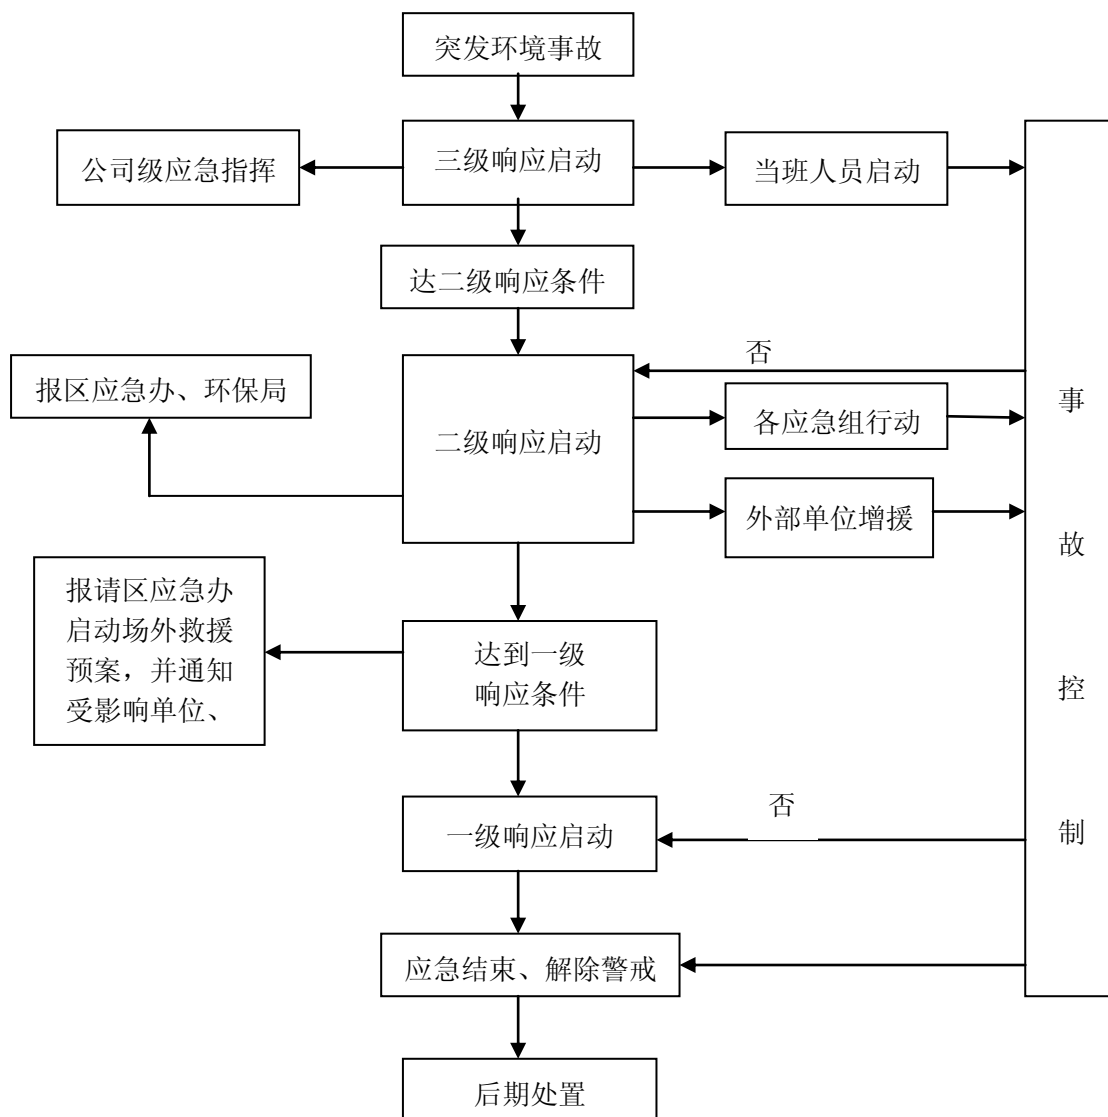 突发环境事故
公司级应急指挥
三级响应启动
当班人员启动
达二级响应条件
否
报区应急办、环保局
二级响应启动
各应急组行动
外部单位增援
事
故
控
制
报请区应急办
启动场外救援
预案，并通知
受影响单位、
达到一级
响应条件
否
一级响应启动
应急结束、解除警戒
后期处置